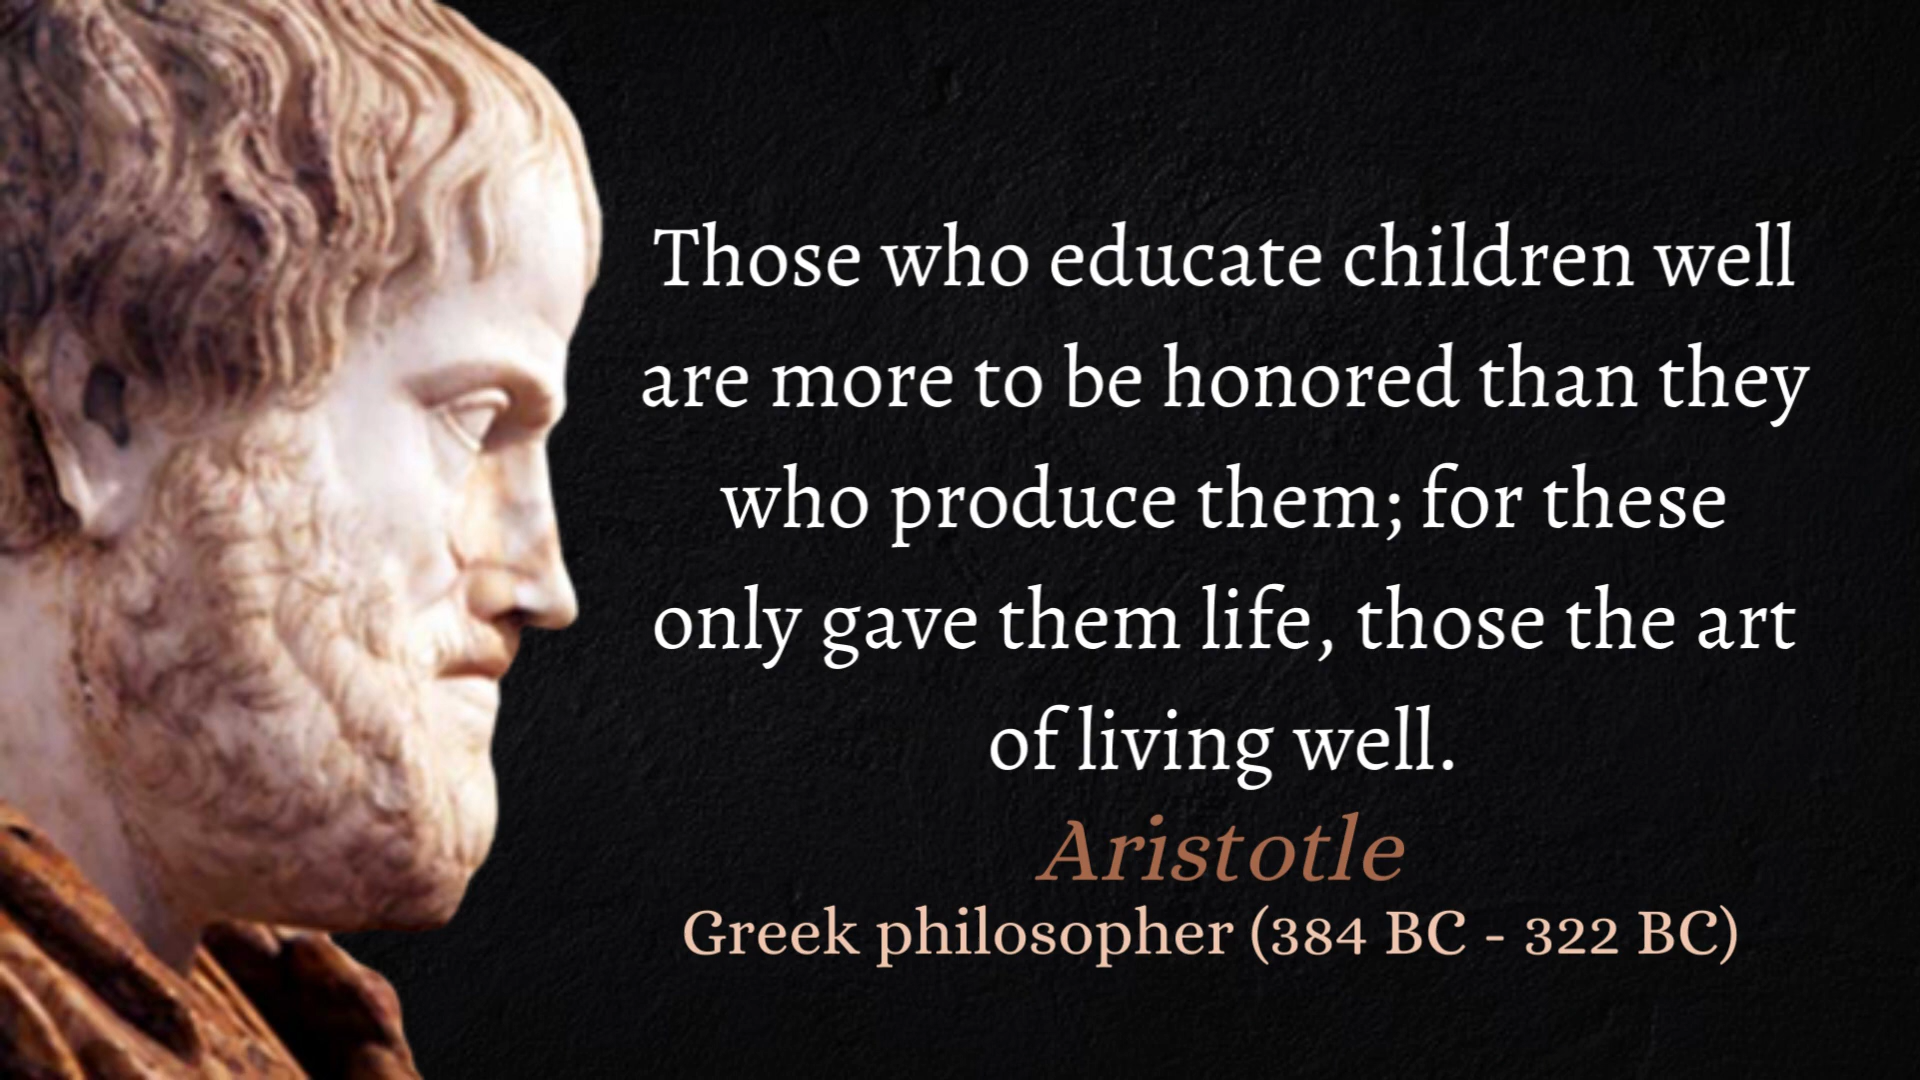 Those who educate children well
are more to be honored than they
who produce them; for these
only gave them life, those the art
of living well.
Aristotle
Greek philosopher (384 BC - 322 BC)